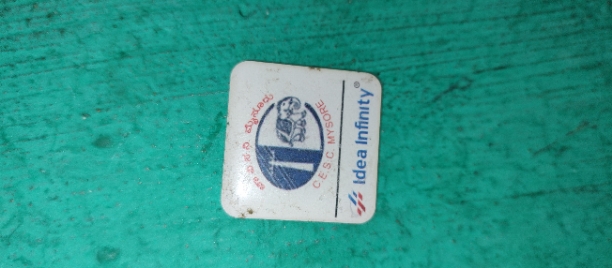 ಚಾ.ವಿ.ಸ.ನಿ ಮೈಸೂರು
C.E.S.C. MYSORE
Idea Infinity®